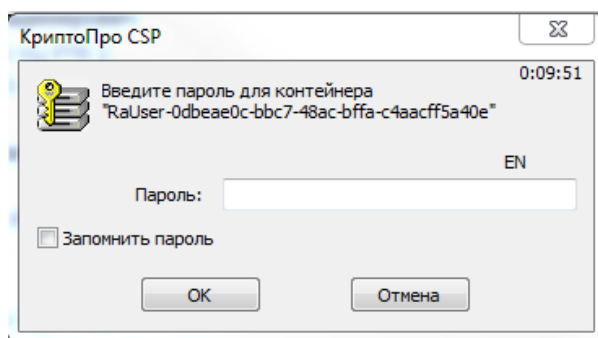 КриптоПро CSP
0:09:51
Введите пароль для контейнера
"RaUser-0dbeae0c-bbc7-48ac-bffa-c4aacff5a40e"
EN
Пароль:
Запомнить пароль
OK Отмена